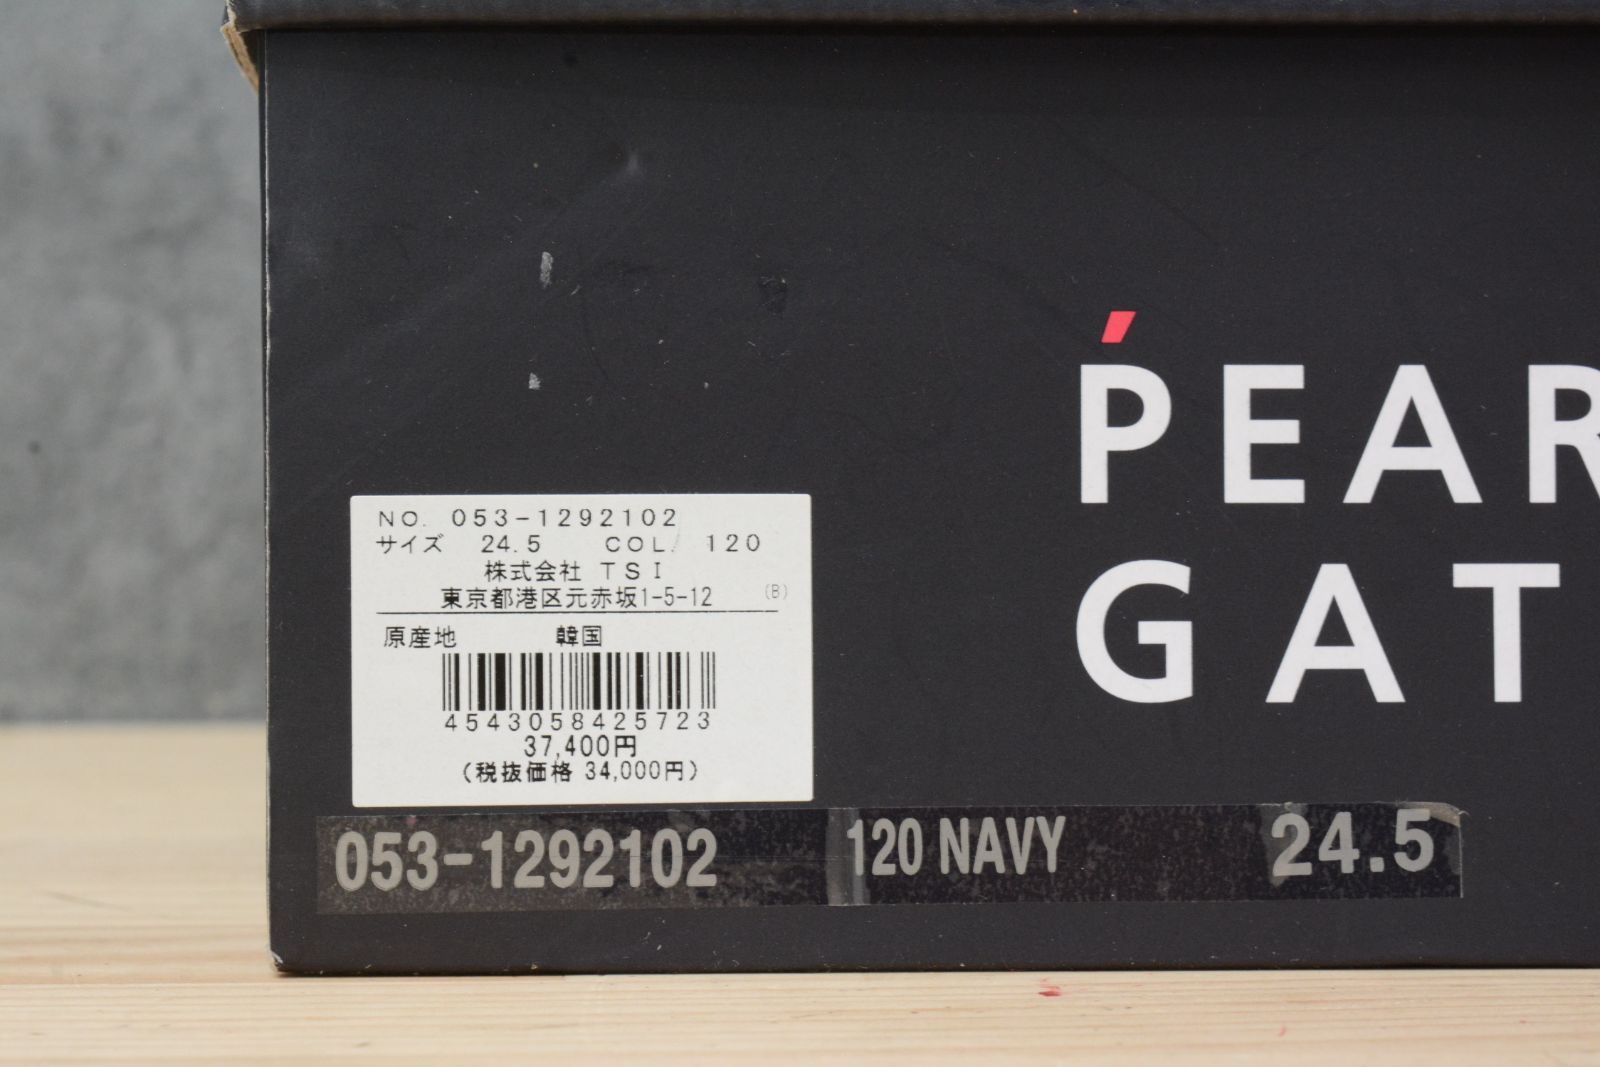 PEAR
GAT
NO. 053-1292102
サイズ 24.5 COL/ 120
株式会社 TSI
東京都港区元赤坂1-5-12 (B)
原産地 韓国
4543058425723
37,400円
(税抜価格 34,000円)
053-1292102 120 NAVY 24.5